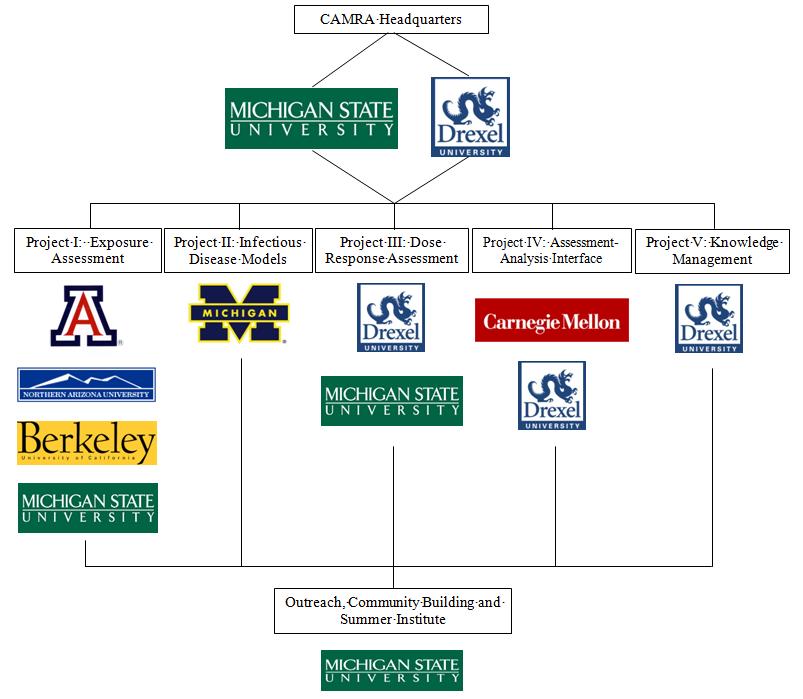 CAMRA Headquarters
MICHIGAN STATE
UNIVERSITY
Drexel
UNIVERSITY
Project I: Exposure
Assessment
Project II: Infectious
Disease Models
Project III: Dose
Response Assessment
Project IV: Assessment-
Analysis Interface
Project V: Knowledge
Management
A
MICHIGAN
Drexel
UNIVERSITY
Carnegie Mellon
Drexel
UNIVERSITY
NORTHERN ARIZONA UNIVERSITY
MICHIGAN STATE
UNIVERSITY
Drexel
UNIVERSITY
Berkeley
University of California
MICHIGAN STATE
UNIVERSITY
Outreach, Community Building and
Summer Institute
MICHIGAN STATE
UNIVERSITY